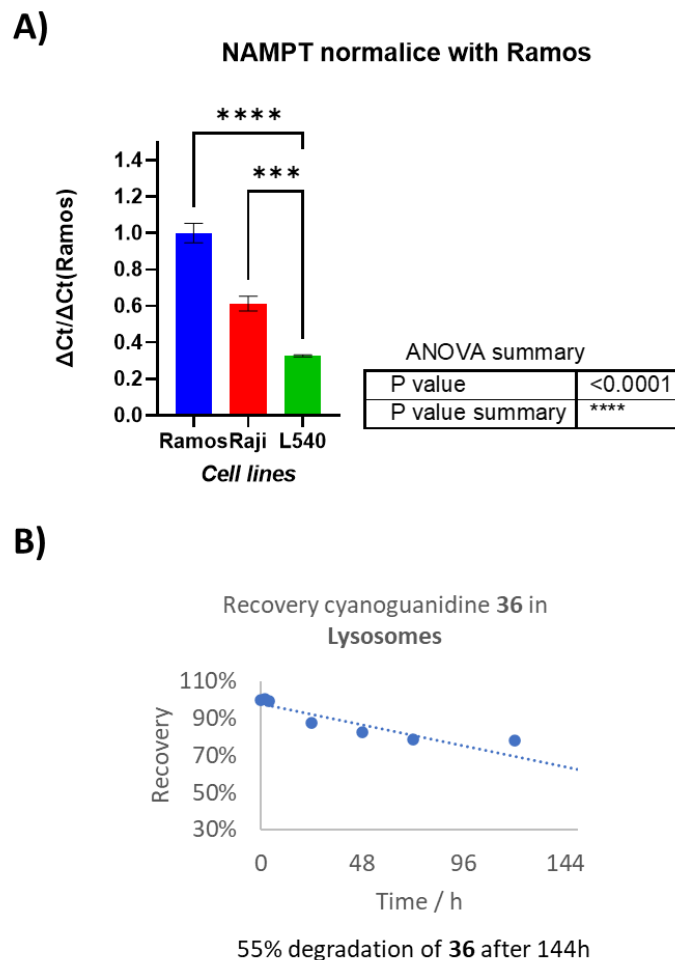 A)
NAMPT normalice with Ramos
****
***
ΔCt/ΔCt(Ramos)
1.4
1.2
1.0
0.8
0.6
0.4
0.2
0.0
Ramos Raji L540
Cell lines
ANOVA summary
P value <0.0001
P value summary ****
B)
Recovery cyanoguanidine 36 in
Lysosomes
Recovery
110%
90%
70%
50%
30%
0 48 96 144
Time / h
55% degradation of 36 after 144h